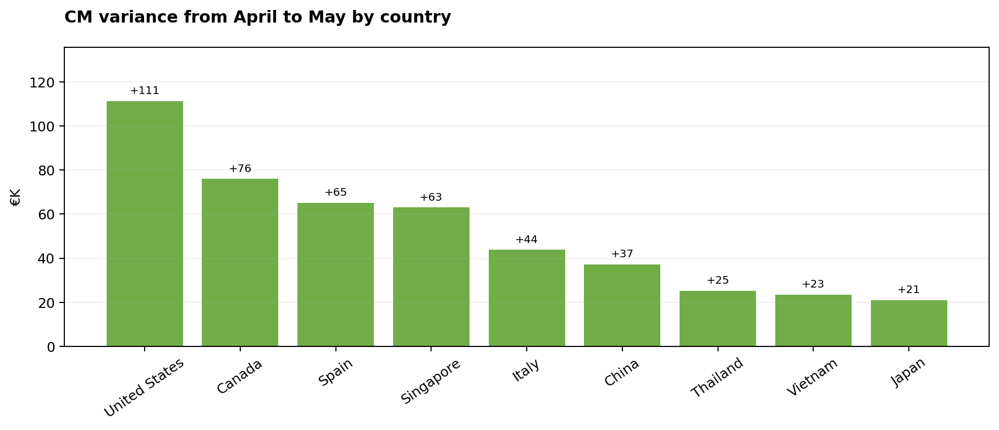 CM variance from April to May by country
€K
120
100
80
60
40
20
0
+111
+76
+65
+63
+44
+37
+25
+23
+21
United States
Canada
Spain
Singapore
Italy
China
Thailand
Vietnam
Japan